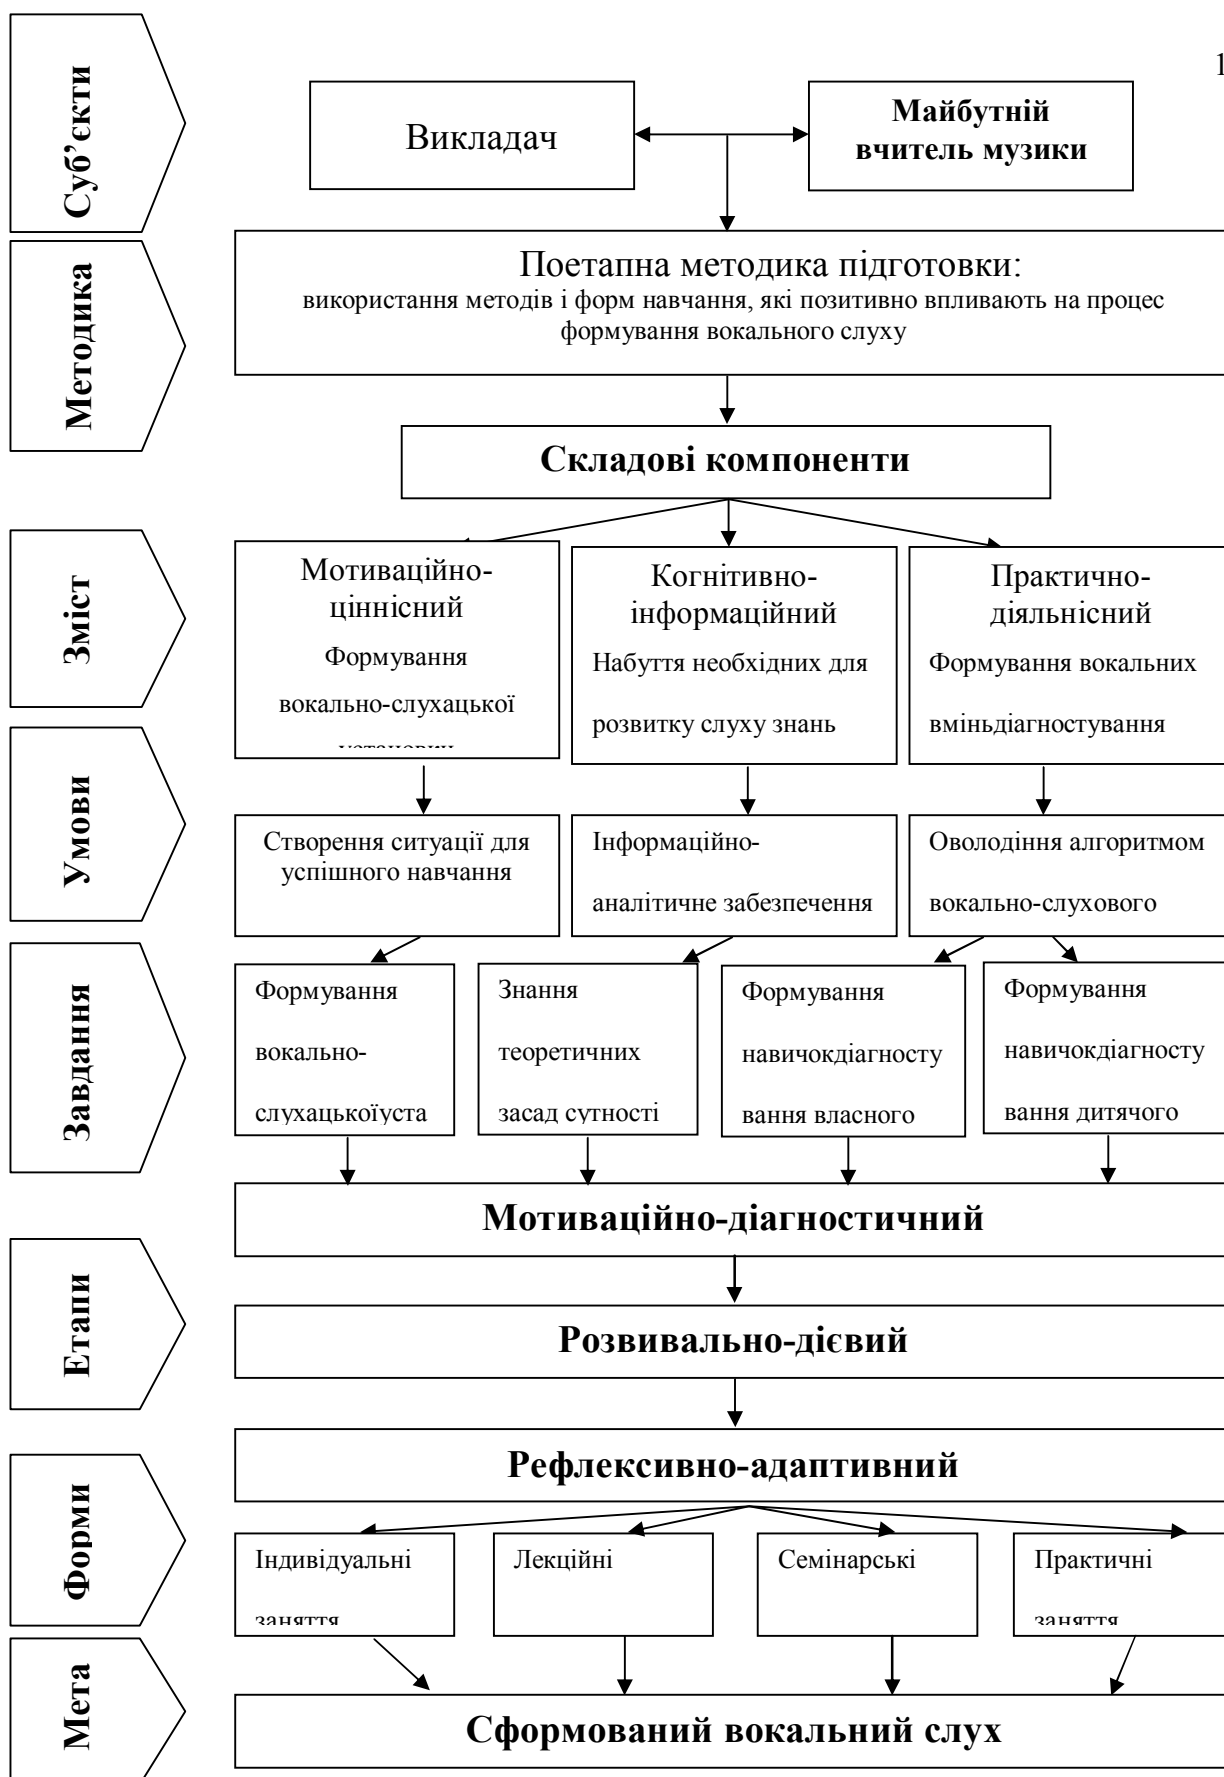 1
Суб’єкти
Викладач
Майбутній
вчитель музики
Методика
Поетапна методика підготовки:
використання методів і форм навчання, які позитивно впливають на процес
формування вокального слуху
Складові компоненти
Зміст
Мотиваційно-
ціннісний
Формування
вокально-слухацької
установки
Когнітивно-
інформаційний
Набуття необхідних для
розвитку слуху знань
Практично-
діяльнісний
Формування вокальних
вміньдіагностування
Умови
Створення ситуації для
успішного навчання
Інформаційно-
аналітичне забезпечення
Оволодіння алгоритмом
вокально-слухового
Завдання
Формування
вокально-
слухацькоїуста
Знання
теоретичних
засад сутності
Формування
навичокдіагносту
вання власного
Формування
навичокдіагносту
вання дитячого
Мотиваційно-діагностичний
Етапи
Розвивально-дієвий
Рефлексивно-адаптивний
Форми
Індивідуальні
заняття
Лекційні
Семінарські
Практичні
заняття
Мета
Сформований вокальний слух